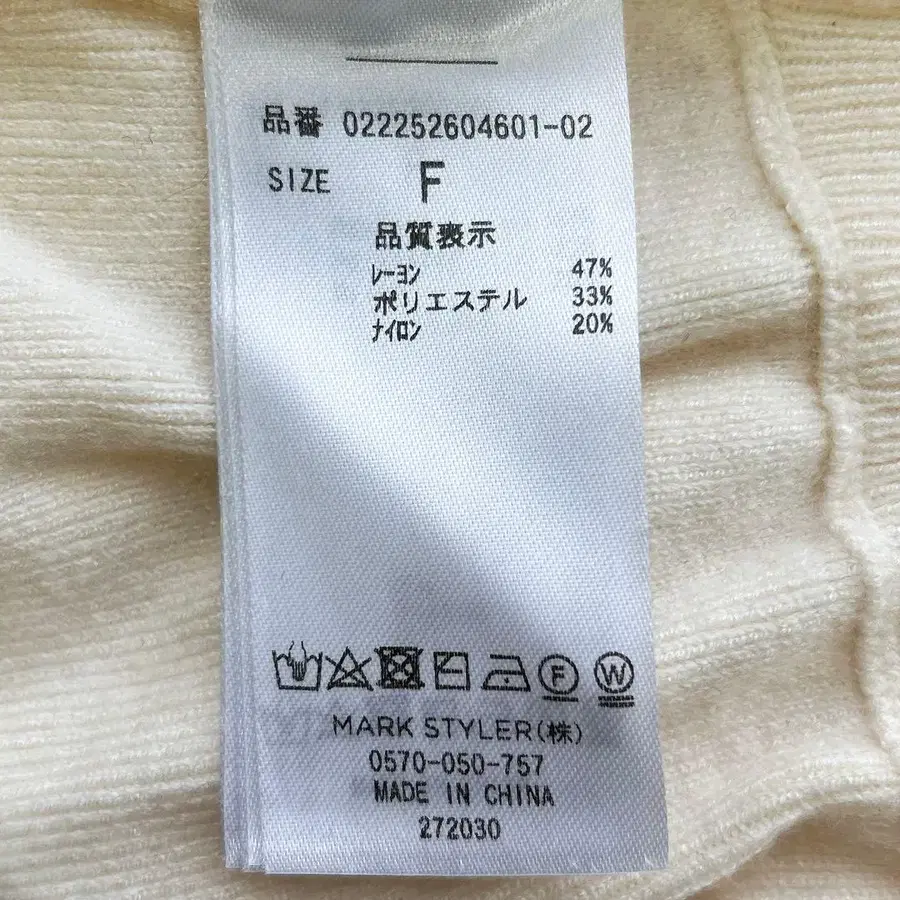 品番 022252604601-02
SIZE F
品質表示
ﾚｰﾖﾝ 47%
ポリエステル 33%
ﾅｲﾛﾝ 20%
F W
MARK STYLER(株)
0570-050-757
MADE IN CHINA
272030